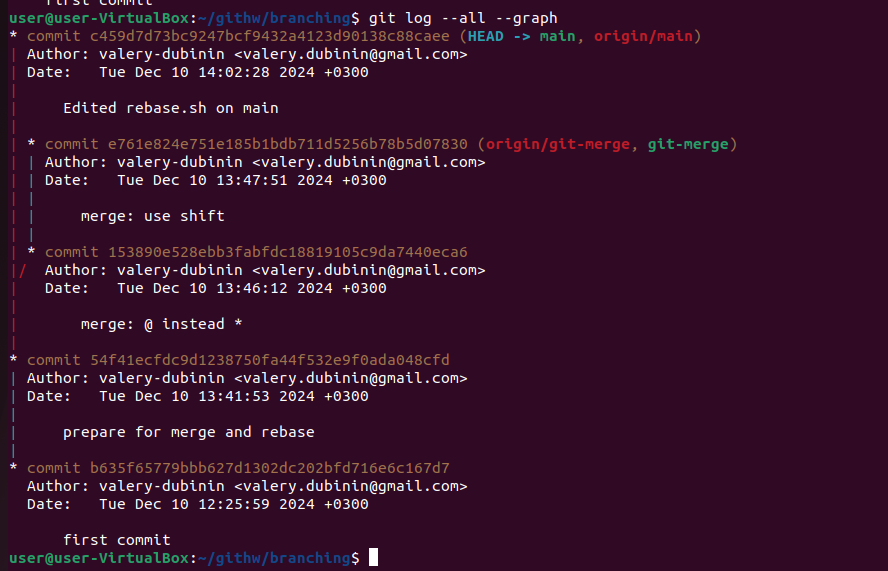 first commit
user@user-VirtualBox:~/githw/branching$ git log --all --graph
* commit c459d7d73bc9247bcf9432a4123d90138c88caee (HEAD -> main, origin/main)
| Author: valery-dubinin <valery.dubinin@gmail.com>
| Date:   Tue Dec 10 14:02:28 2024 +0300
|
|     Edited rebase.sh on main
|
| * commit e761e824e751e185b1bdb711d5256b78b5d07830 (origin/git-merge, git-merge)
| | Author: valery-dubinin <valery.dubinin@gmail.com>
| | Date:   Tue Dec 10 13:47:51 2024 +0300
| |
| |     merge: use shift
| |
| * commit 153890e528ebb3fabfdc18819105c9da7440eca6
|/  Author: valery-dubinin <valery.dubinin@gmail.com>
|   Date:   Tue Dec 10 13:46:12 2024 +0300
|
|       merge: @ instead *
|
* commit 54f41ecfdc9d1238750fa44f532e9f0ada048cfd
| Author: valery-dubinin <valery.dubinin@gmail.com>
| Date:   Tue Dec 10 13:41:53 2024 +0300
|
|     prepare for merge and rebase
|
* commit b635f65779bbb627d1302dc202bfd716e6c167d7
  Author: valery-dubinin <valery.dubinin@gmail.com>
  Date:   Tue Dec 10 12:25:59 2024 +0300

      first commit
user@user-VirtualBox:~/githw/branching$